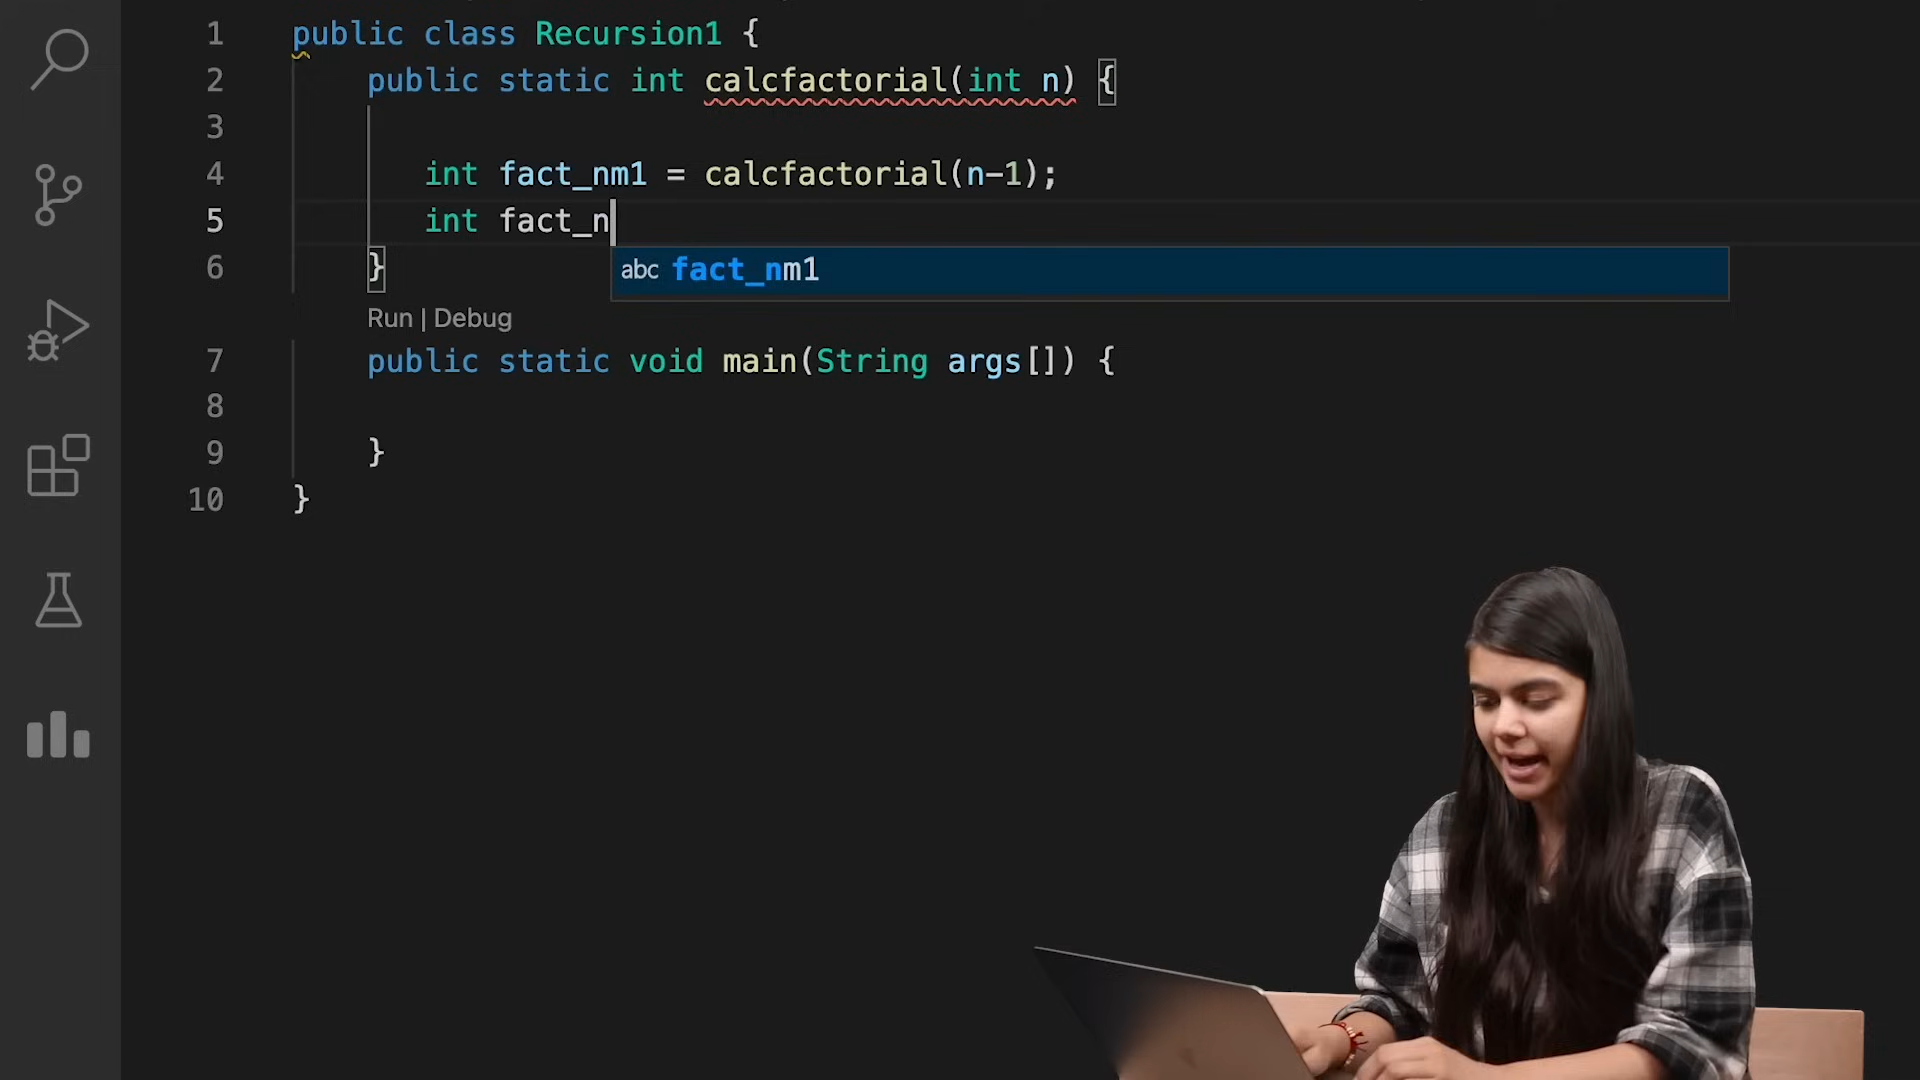 1 public class Recursion1 {
2 public static int calcfactorial(int n) {
3
4 int fact_nm1 = calcfactorial(n-1);
5 int fact_n
abc fact_nm1
6 }
Run | Debug
7 public static void main(String args[]) {
8
9 }
10 }